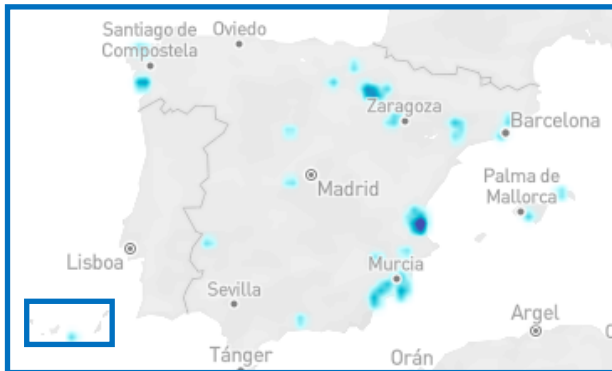 Santiago de
Compostela
Oviedo
Zaragoza
Barcelona
Madrid
Palma de
Mallorca
Lisboa
Murcia
Sevilla
Argel
Tánger
Orán